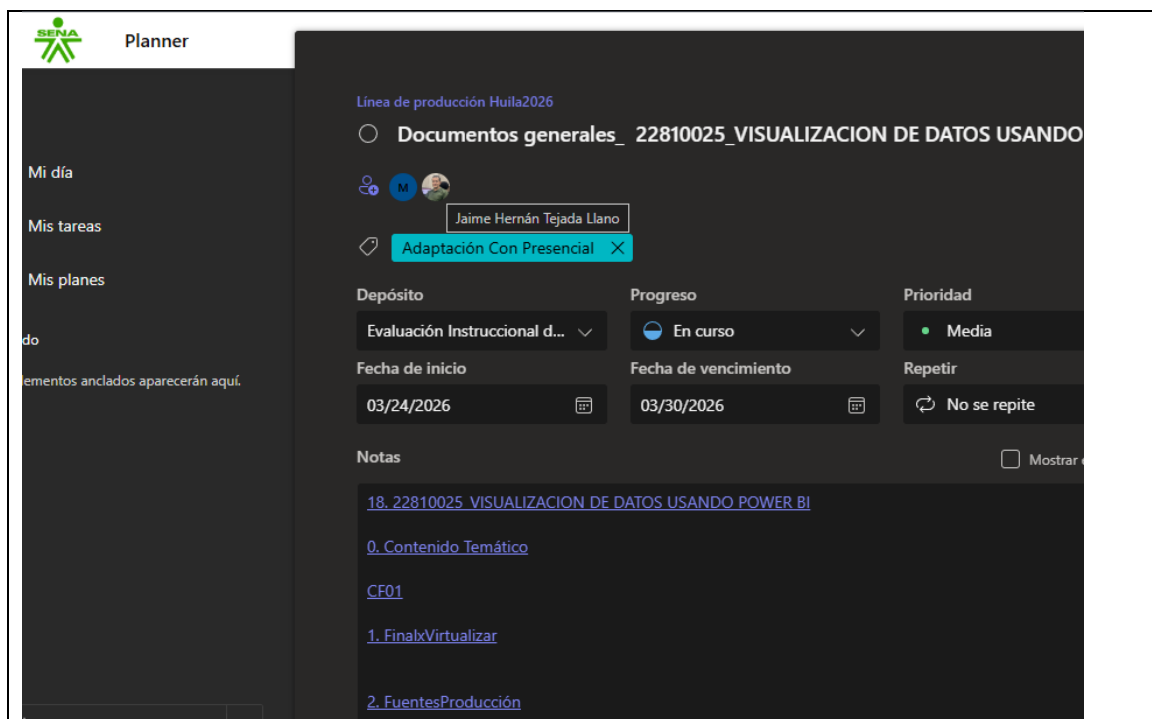 SENA
Planner
Línea de producción Huila2026
Documentos generales_ 22810025_VISUALIZACION DE DATOS USANDO
Mi día
M
Jaime Hernán Tejada Llano
Mis tareas
Adaptación Con Presencial
Mis planes
Depósito Progreso Prioridad
Evaluación Instruccional d... En curso Media
do
Fecha de inicio Fecha de vencimiento Repetir
ementos anclados aparecerán aquí.
03/24/2026 03/30/2026 No se repite
Notas Mostrar
18. 22810025_VISUALIZACION DE DATOS USANDO POWER BI
0. Contenido Temático
CF01
1. FinalxVirtualizar
2. FuentesProducción